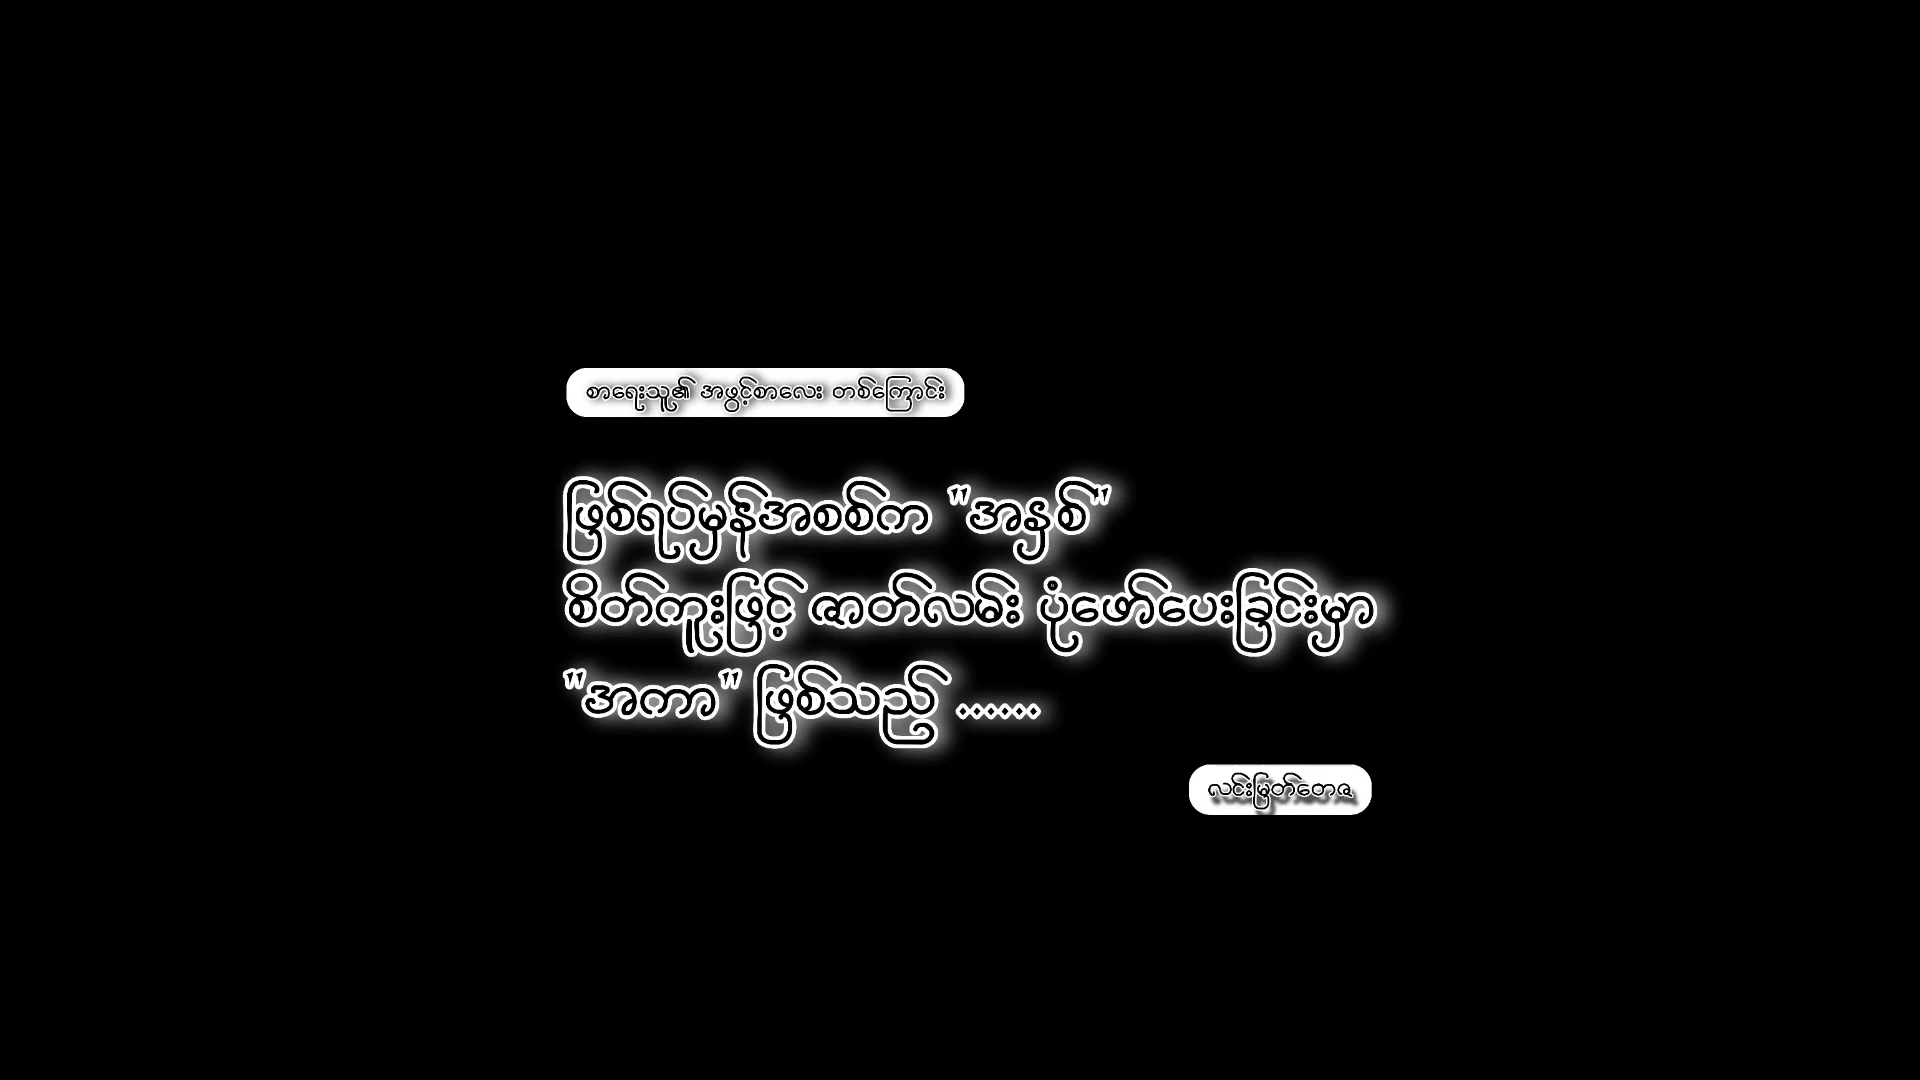 စာရေးသူ၏ အဖွင့်စာလေး တစ်ကြောင်း
ဖြစ်ရပ်မှန်အစစ်က "အနှစ်"
စိတ်ကူးဖြင့် ဇာတ်လမ်း ပုံဖော်ပေးခြင်းမှာ
"အကာ" ဖြစ်သည် ......
လင်းမြတ်တေဇ